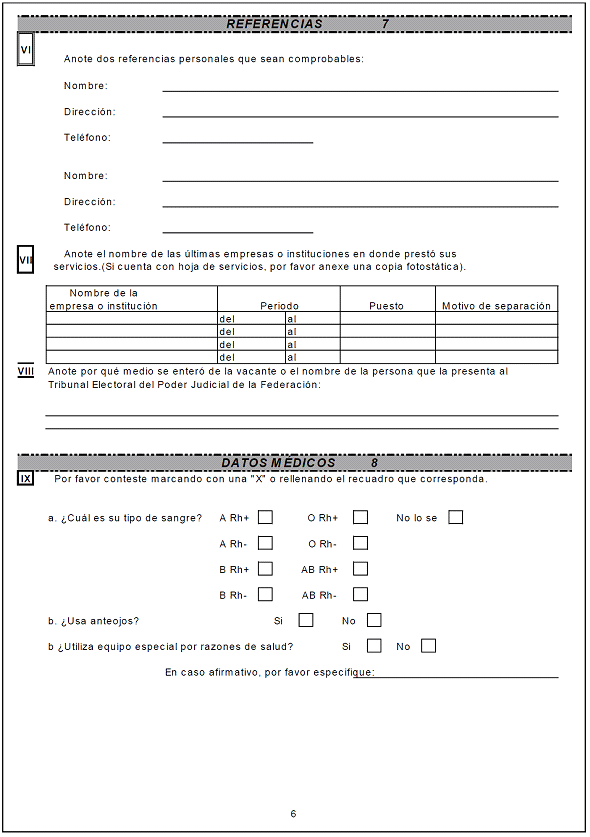 REFERENCIAS 7
VI
Anote dos referencias personales que sean comprobables:
Nombre:
Dirección:
Teléfono:
Nombre:
Dirección:
Teléfono:
VII
Anote el nombre de las últimas empresas o instituciones en donde prestó sus
servicios.(Si cuenta con hoja de servicios, por favor anexe una copia fotostática).
Nombre de la
empresa o institución Periodo Puesto Motivo de separación
del al
del al
del al
del al
VIII Anote por qué medio se enteró de la vacante o el nombre de la persona que la presenta al
Tribunal Electoral del Poder Judicial de la Federación:
DATOS MÉDICOS 8
IX Por favor conteste marcando con una "X" o rellenando el recuadro que corresponda.
a. ¿Cuál es su tipo de sangre? A Rh+ O Rh+ No lo se
A Rh- O Rh-
B Rh+ AB Rh+
B Rh- AB Rh-
b. ¿Usa anteojos? Si No
b ¿Utiliza equipo especial por razones de salud? Si No
En caso afirmativo, por favor especifique:
6